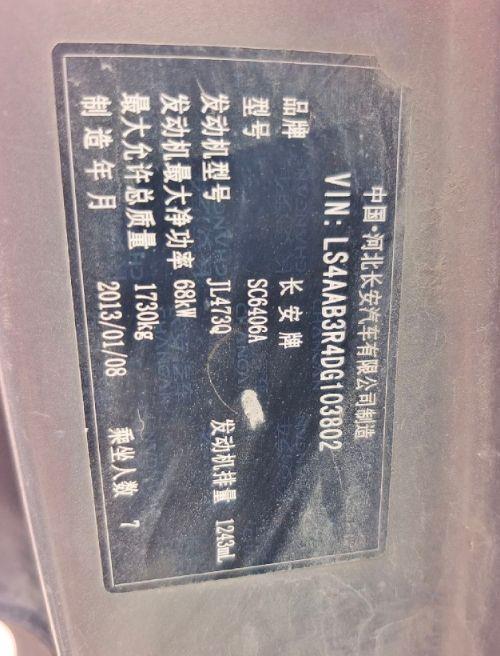 中国·河北长安汽车有限公司制造
VIN: LS4AAB3R4DG103802
品牌 长安牌
型号 SC6406A
发动机型号 JL473Q 发动机排量 1243mL
发动机最大净功率 68kW
最大允许总质量 1730kg
制造年月 2013/01/08 乘坐人数 7